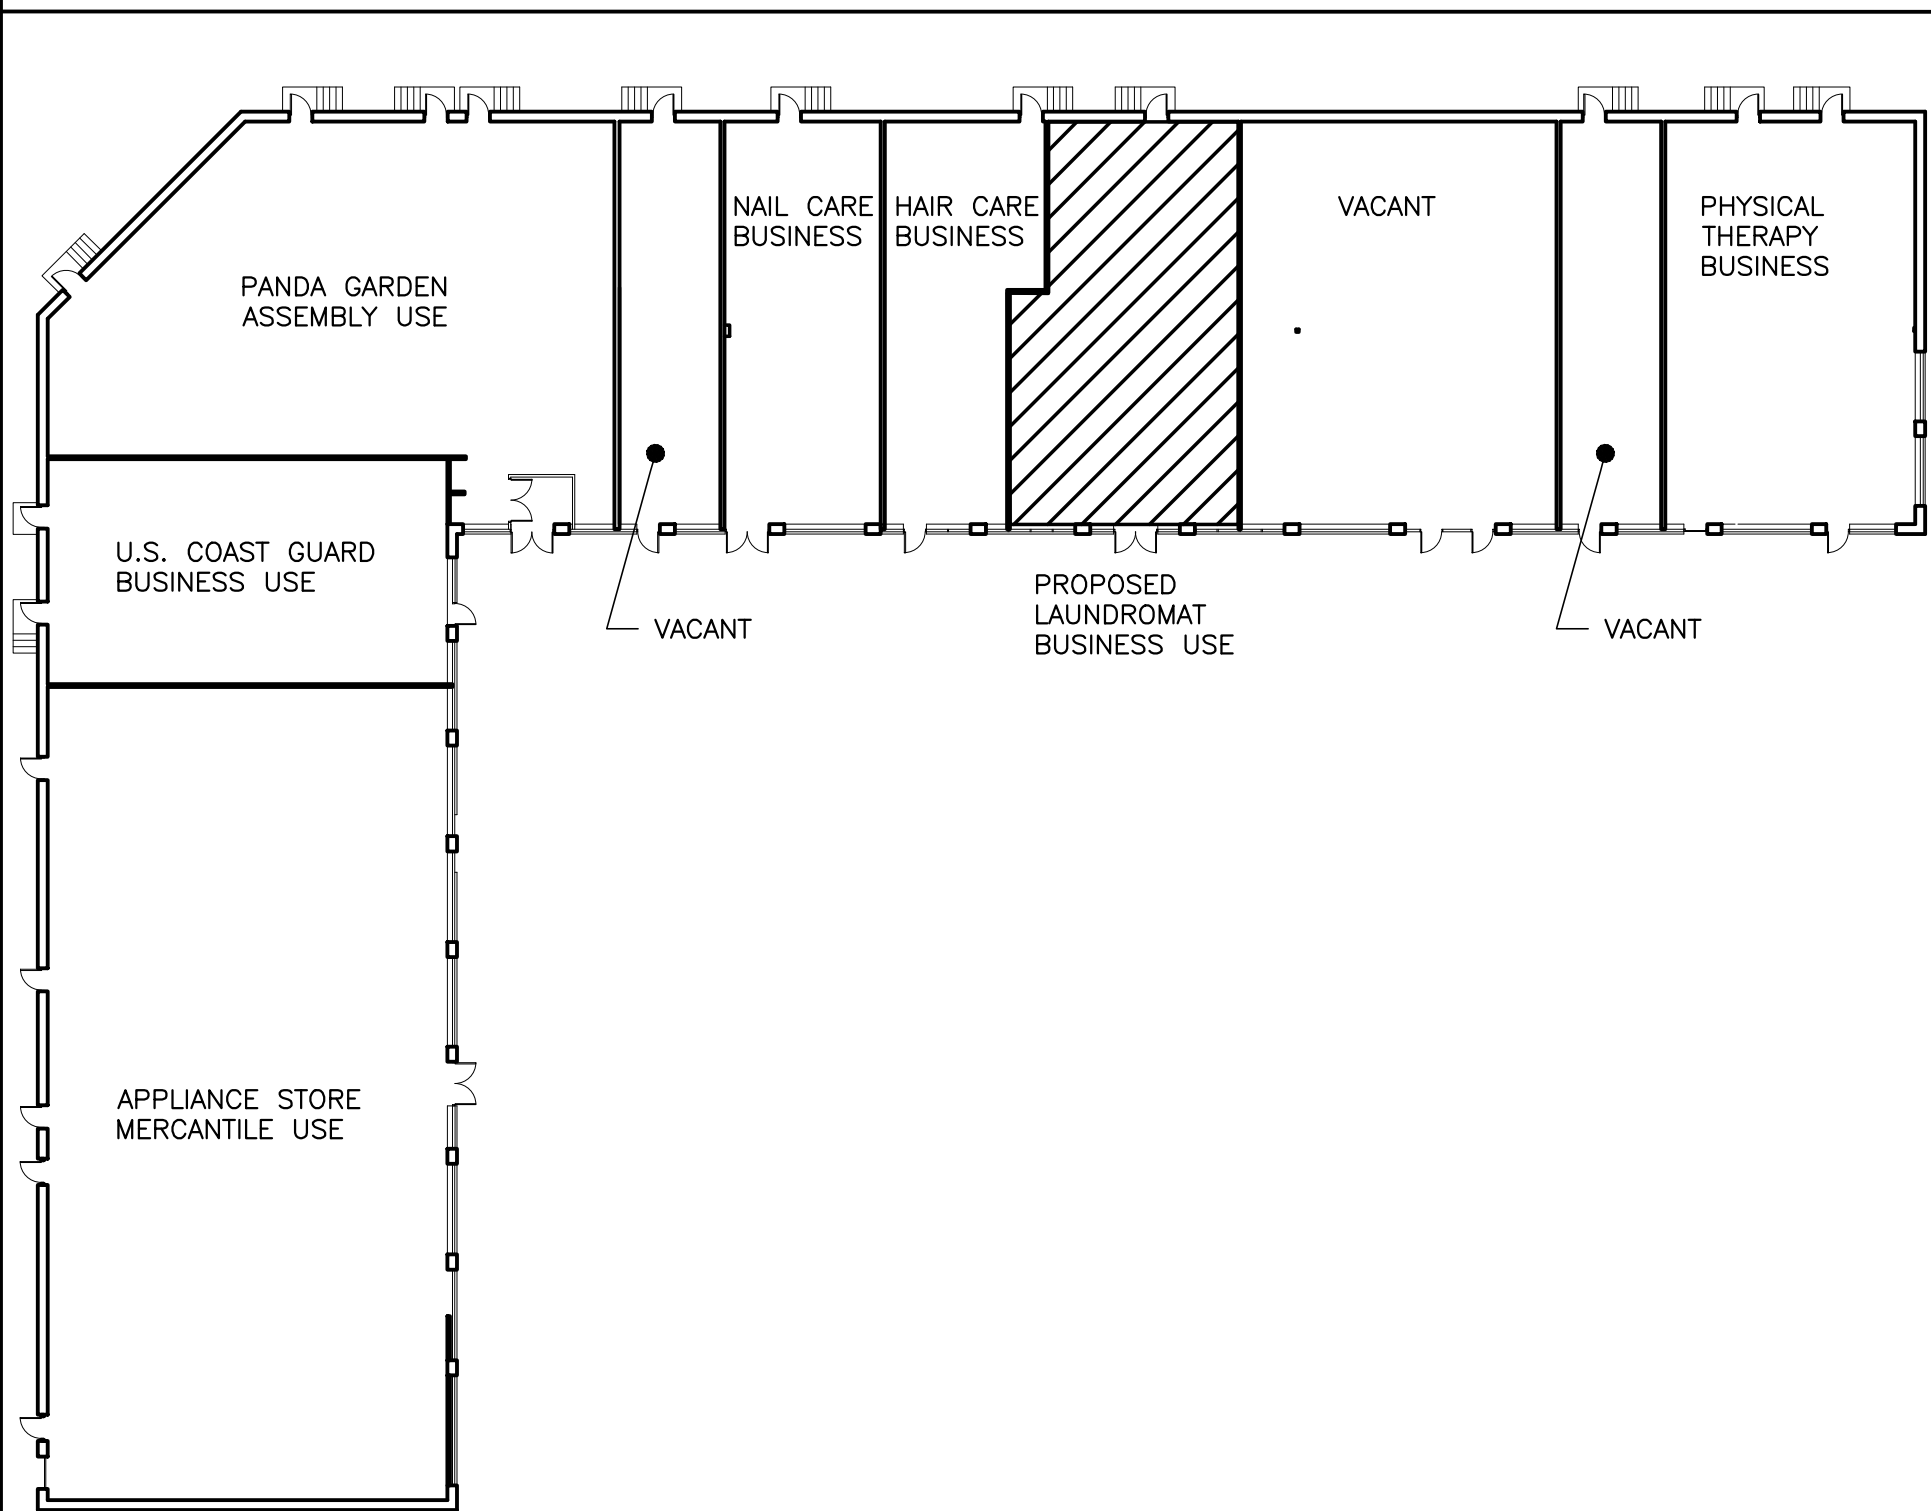 NAIL CARE
BUSINESS
HAIR CARE
BUSINESS
VACANT
PHYSICAL
THERAPY
BUSINESS
PANDA GARDEN
ASSEMBLY USE
U.S. COAST GUARD
BUSINESS USE
VACANT
PROPOSED
LAUNDROMAT
BUSINESS USE
VACANT
APPLIANCE STORE
MERCANTILE USE